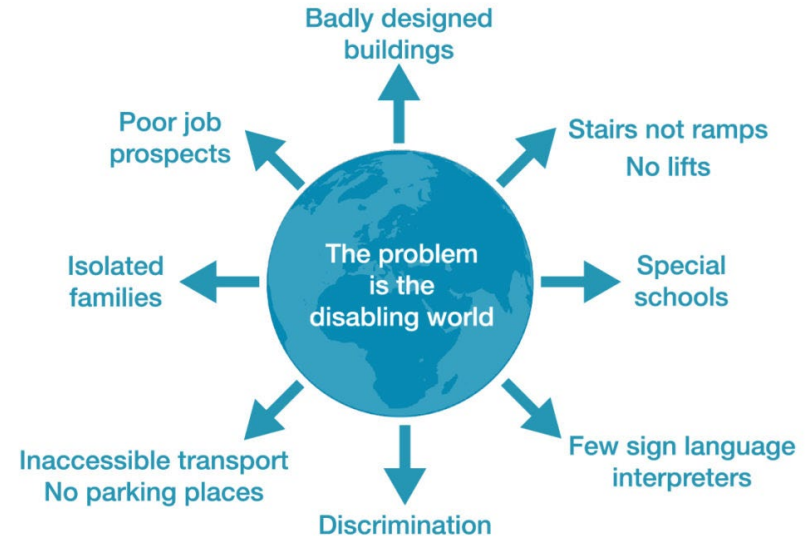 Badly designed
buildings
Poor job
prospects
Stairs not ramps
No lifts
Isolated
families
The problem
is the
disabling world
Special
schools
Inaccessible transport
No parking places
Few sign language
interpreters
Discrimination